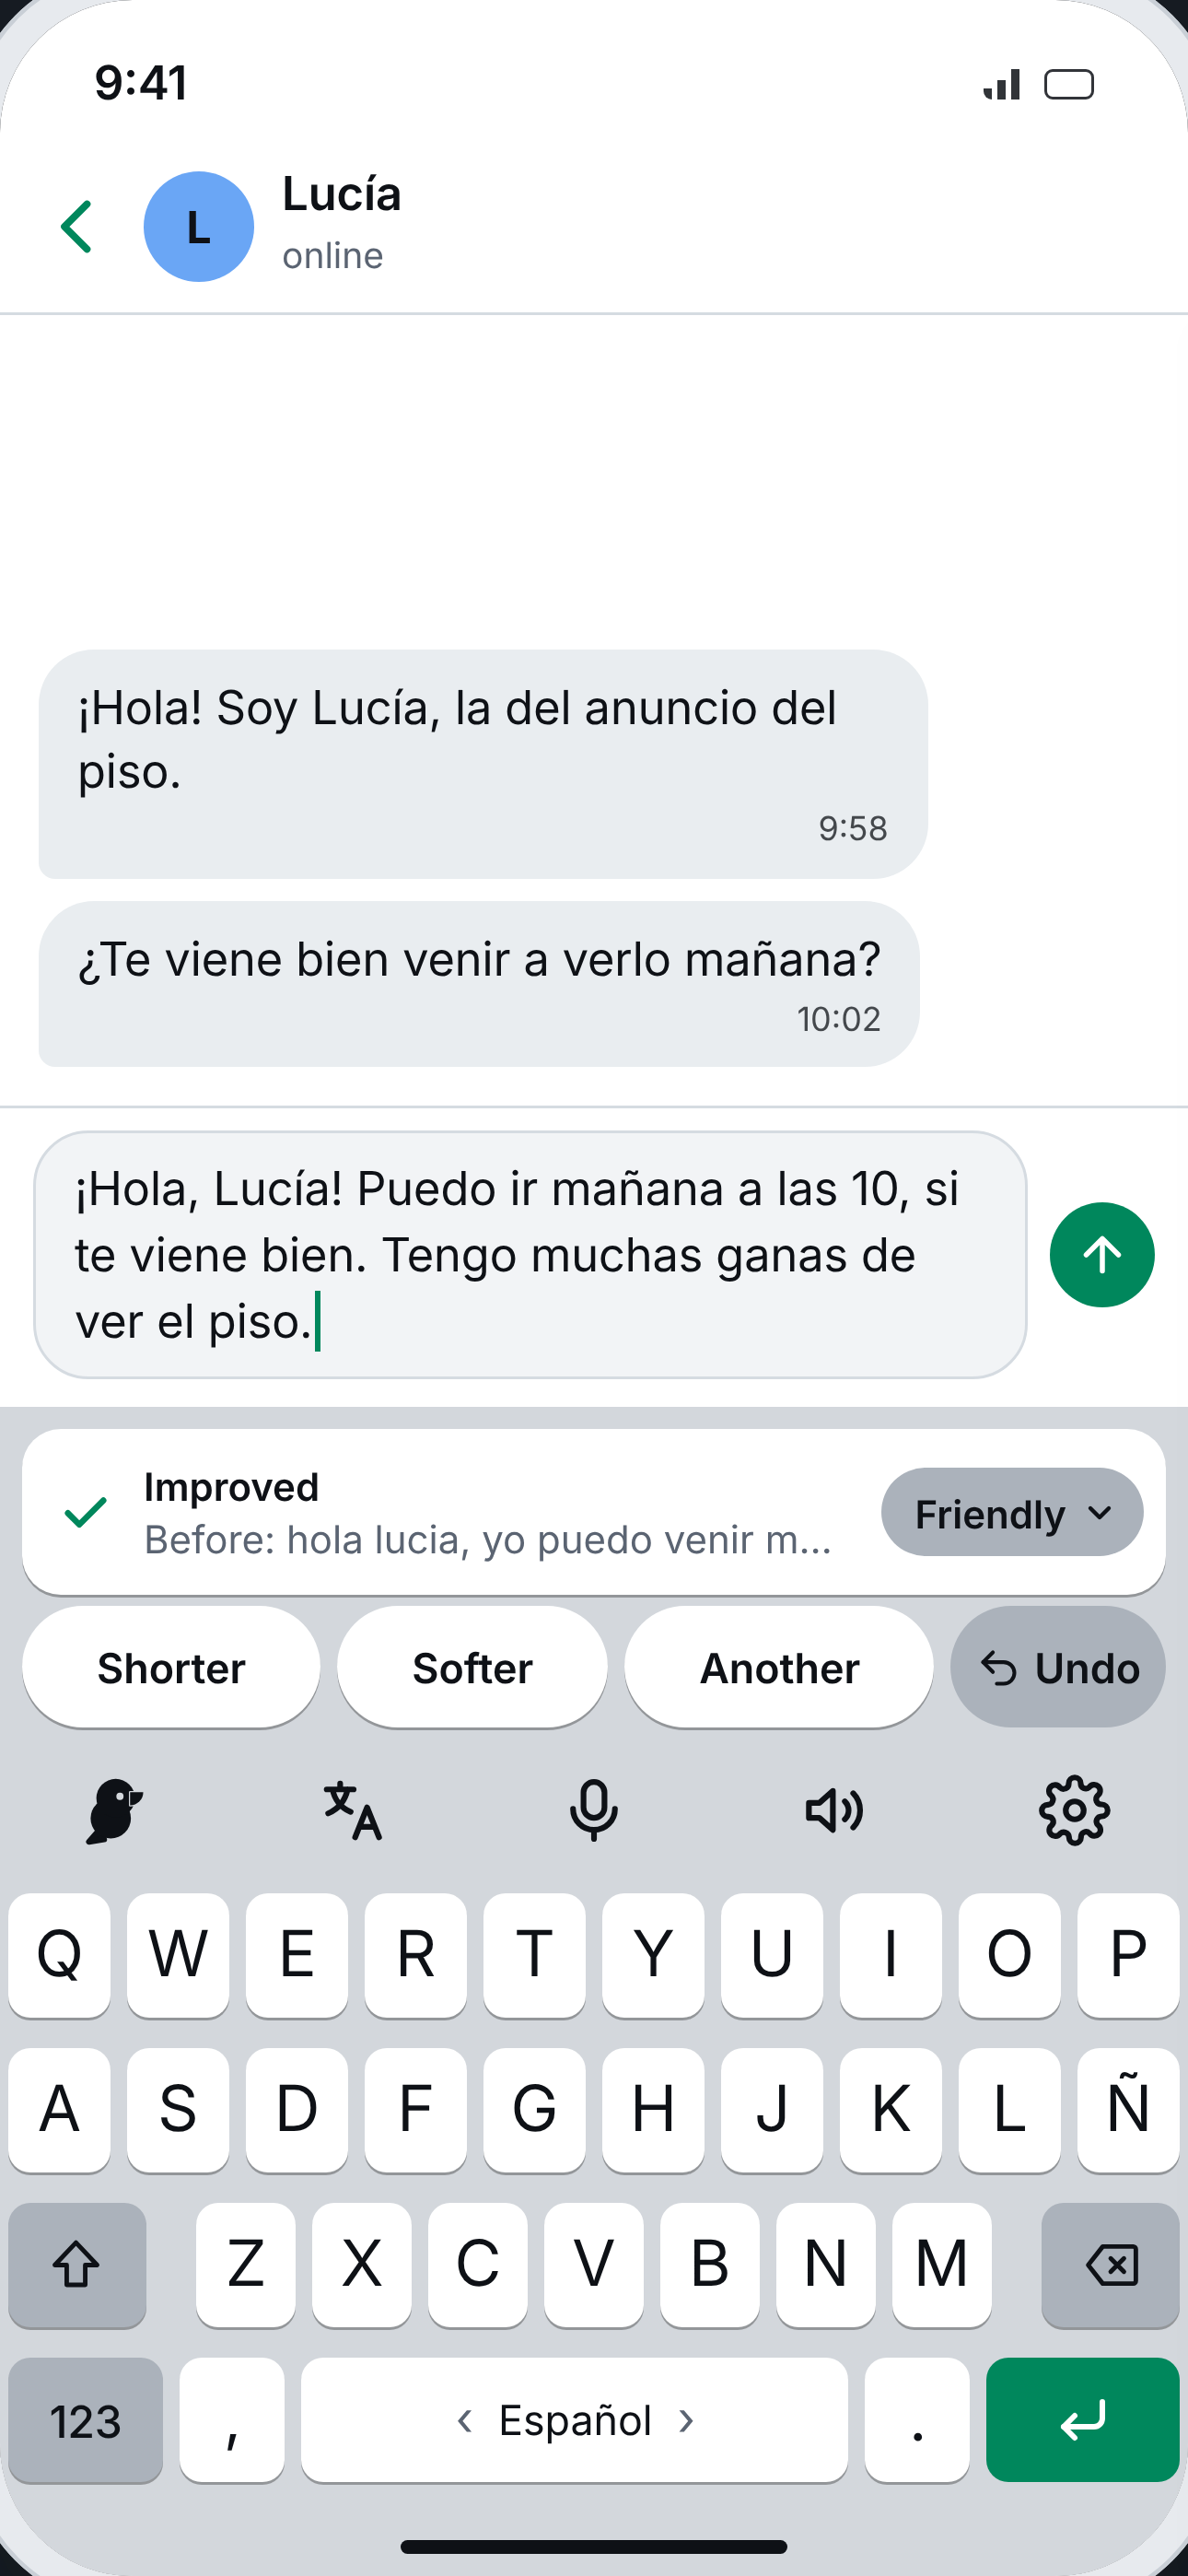 9:41
L
Lucía
online
¡Hola! Soy Lucía, la del anuncio del
piso.
9:58
¿Te viene bien venir a verlo mañana?
10:02
¡Hola, Lucía! Puedo ir mañana a las 10, si
te viene bien. Tengo muchas ganas de
ver el piso.
Improved
Before: hola lucia, yo puedo venir m...
Friendly
Shorter Softer Another Undo
Q W E R T Y U I O P
A S D F G H J K L Ñ
Z X C V B N M
123 , ‹ Español › .